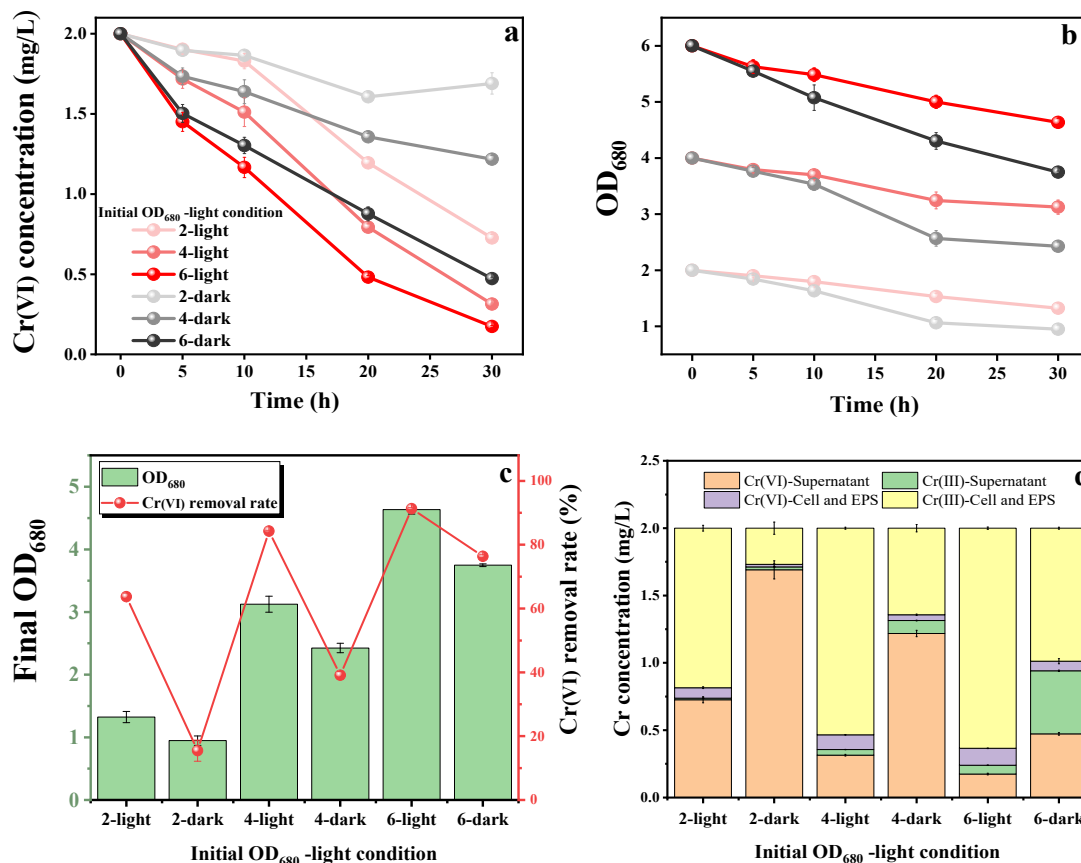 a
Cr(VI) concentration (mg/L)
2.0
1.5
1.0
0.5
0.0
Initial OD680 -light condition
2-light
4-light
6-light
2-dark
4-dark
6-dark
0 5 10 15 20 25 30
Time (h)
b
OD680
6
5
4
3
2
1
0 5 10 15 20 25 30
Time (h)
c
Final OD680
5
4
3
2
1
0
OD680
Cr(VI) removal rate
100
80
60
40
20
0
Cr(VI) removal rate (%)
2-light 2-dark 4-light 4-dark 6-light 6-dark
Initial OD680 -light condition
Cr concentration (mg/L)
2.5
2.0
1.5
1.0
0.5
0.0
Cr(VI)-Supernatant Cr(III)-Supernatant
Cr(VI)-Cell and EPS Cr(III)-Cell and EPS
2-light 2-dark 4-light 4-dark 6-light 6-dark
Initial OD680 -light condition